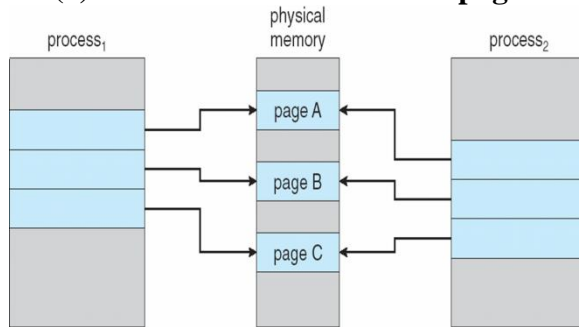 process₁
physical
memory
process₂
page A
page B
page C